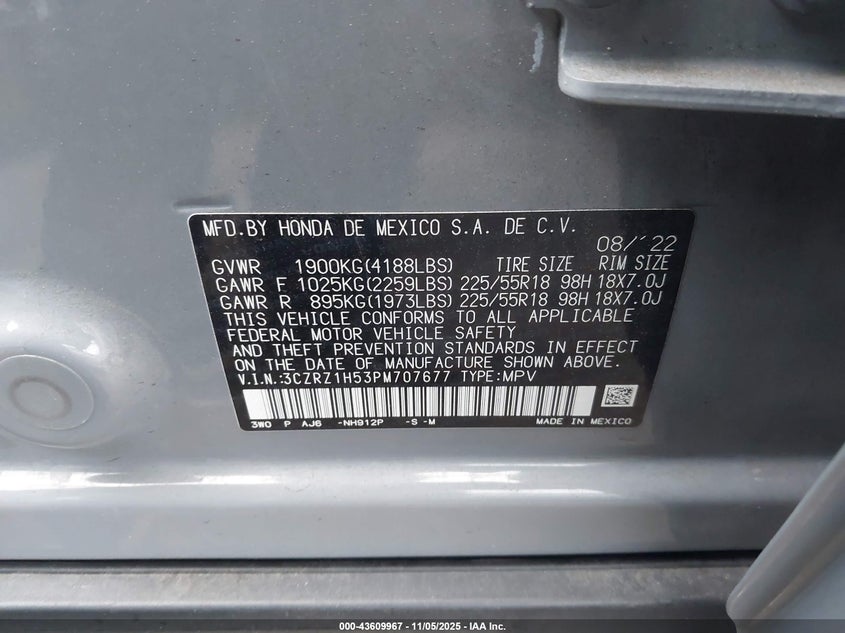 MFD.BY HONDA DE MEXICO S.A. DE C.V.
08/´22
GVWR 1900KG(4188LBS) TIRE SIZE RIM SIZE
GAWR F 1025KG(2259LBS) 225/55R18 98H 18X7.0J
GAWR R 895KG(1973LBS) 225/55R18 98H 18X7.0J
THIS VEHICLE CONFORMS TO ALL APPLICABLE
FEDERAL MOTOR VEHICLE SAFETY
AND THEFT PREVENTION STANDARDS IN EFFECT
ON THE DATE OF MANUFACTURE SHOWN ABOVE.
V.I.N.:3CZRZ1H53PM707677 TYPE:MPV
3W0 P AJ6 -NH912P -S -M MADE IN MEXICO
000-43609967 - 11/05/2025 - IAA Inc.